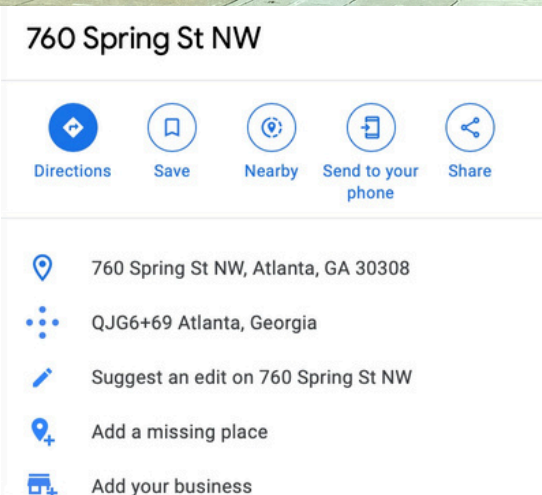 760 Spring St NW
Directions
Save
Nearby
Send to your
phone
Share
760 Spring St NW, Atlanta, GA 30308
QJG6+69 Atlanta, Georgia
Suggest an edit on 760 Spring St NW
Add a missing place
Add your business